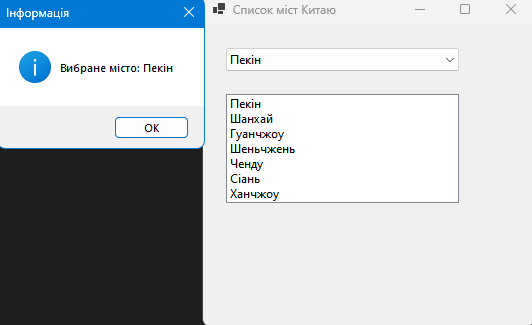 Інформація
Вибране місто: Пекін
OK
Список міст Китаю
Пекін
Пекін
Шанхай
Гуанчжоу
Шеньчжень
Ченду
Сіань
Ханчжоу